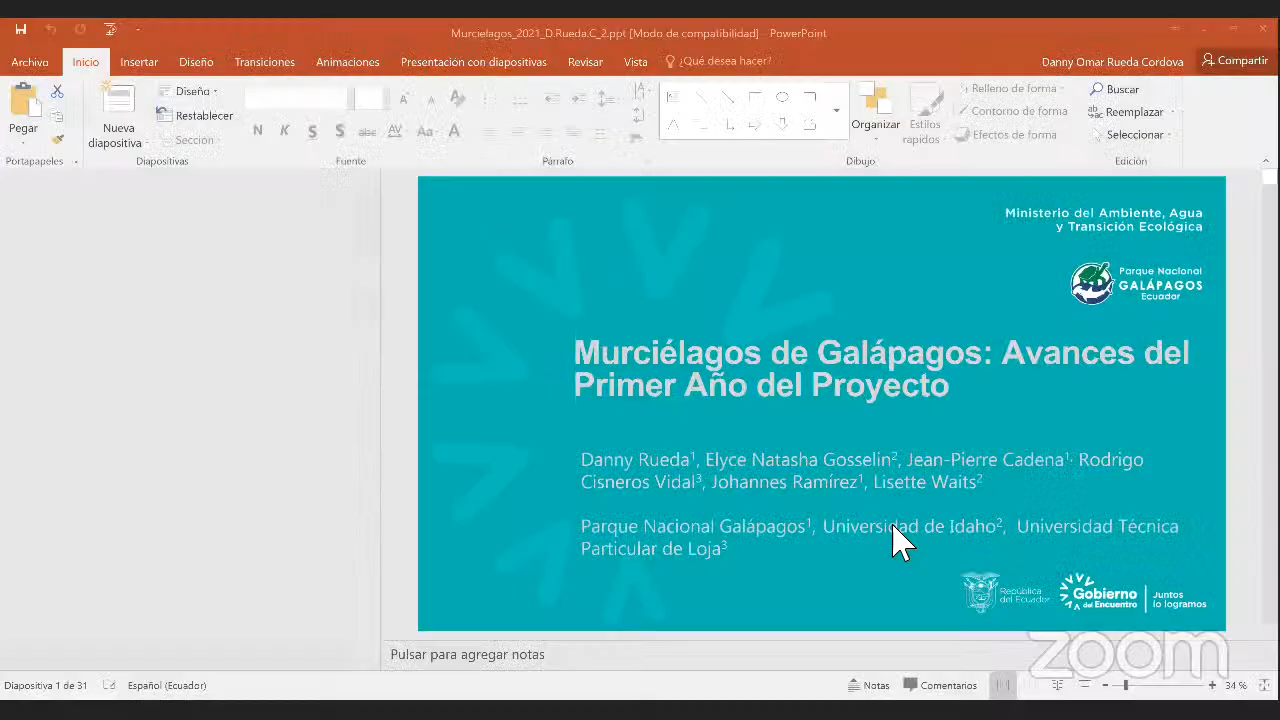 Murcielagos_2021_D.Rueda.C_2.ppt [Modo de compatibilidad] - PowerPoint
Archivo Inicio Insertar Diseño Transiciones Animaciones Presentación con diapositivas Revisar Vista ¿Qué desea hacer? Danny Omar Rueda Cordova Compartir
Pegar
Nueva diapositiva
Diseño
Restablecer
Sección
N K S S abc AV Aa A
Organizar
Estilos rápidos
Relleno de forma
Contorno de forma
Efectos de forma
Buscar
Reemplazar
Seleccionar
Portapapeles Diapositivas Fuente Párrafo Dibujo Edición
Ministerio del Ambiente, Agua
y Transición Ecológica
Parque Nacional
GALÁPAGOS
Ecuador
Murciélagos de Galápagos: Avances del
Primer Año del Proyecto
Danny Rueda¹, Elyce Natasha Gosselin², Jean-Pierre Cadena¹, Rodrigo
Cisneros Vidal³, Johannes Ramírez¹, Lisette Waits²
Parque Nacional Galápagos¹, Universidad de Idaho², Universidad Técnica
Particular de Loja³
República
del Ecuador
Gobierno
del Encuentro
Juntos
lo logramos
Pulsar para agregar notas
zoom
Diapositiva 1 de 31 Español (Ecuador) Notas Comentarios 34 %